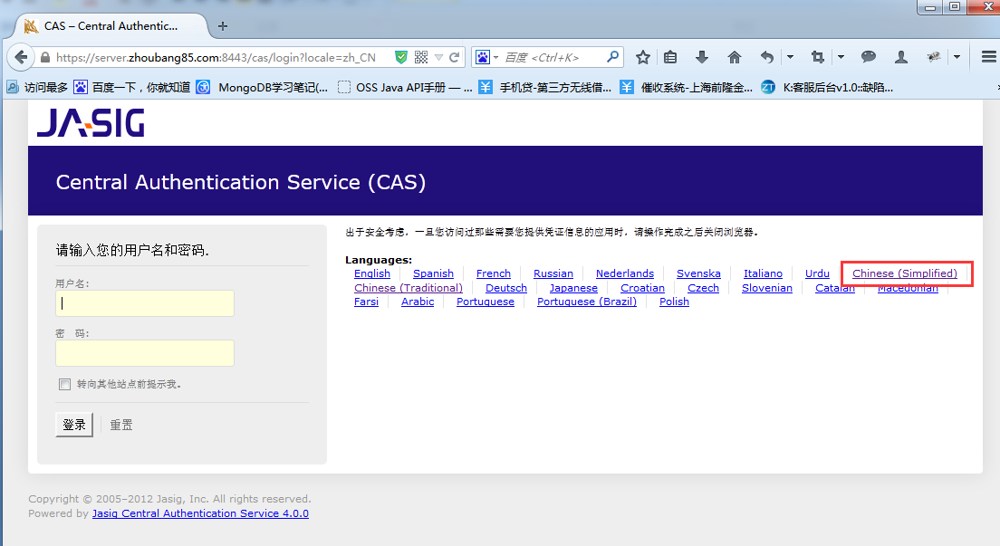 CAS – Central Authentic...
https://server.zhoubang85.com:8443/cas/login?locale=zh_CN
百度 <Ctrl+K>
访问最多 百度一下，你就知道 MongoDB学习笔记(... OSS Java API手册 — ... 手机贷-第三方无线借... 催收系统-上海前隆金... K:客服后台v1.0::缺陷...
JA-SIG
Central Authentication Service (CAS)
请输入您的用户名和密码.
用户名:
密 码:
转向其他站点前提示我。
登录 重置
出于安全考虑，一旦您访问过那些需要您提供凭证信息的应用时，请操作完成之后关闭浏览器。
Languages:
English Spanish French Russian Nederlands Svenska Italiano Urdu Chinese (Simplified)
Chinese (Traditional) Deutsch Japanese Croatian Czech Slovenian Catalan Macedonian
Farsi Arabic Portuguese Portuguese (Brazil) Polish
Copyright © 2005–2012 Jasig, Inc. All rights reserved.
Powered by Jasig Central Authentication Service 4.0.0